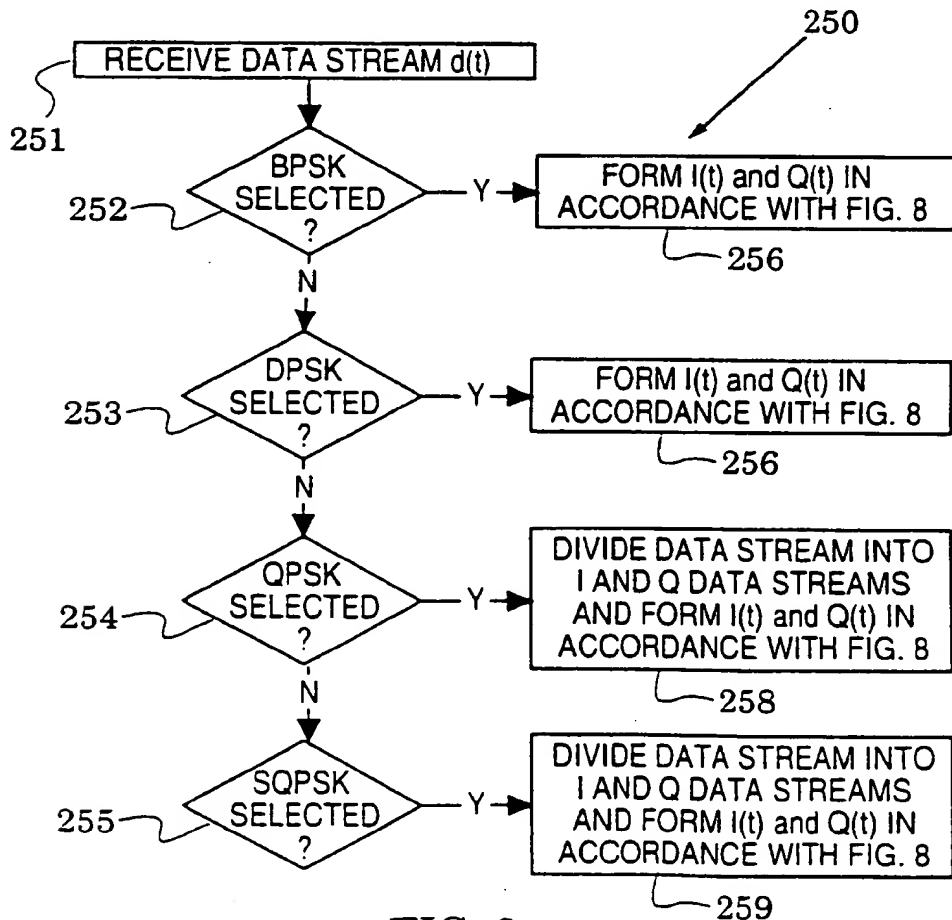 250
RECEIVE DATA STREAM d(t)
251
BPSK
SELECTED
?
252
Y
FORM I(t) and Q(t) IN
ACCORDANCE WITH FIG. 8
256
N
DPSK
SELECTED
?
253
Y
FORM I(t) and Q(t) IN
ACCORDANCE WITH FIG. 8
256
N
QPSK
SELECTED
?
254
Y
DIVIDE DATA STREAM INTO
I AND Q DATA STREAMS
AND FORM I(t) and Q(t) IN
ACCORDANCE WITH FIG. 8
258
N
SQPSK
SELECTED
?
255
Y
DIVIDE DATA STREAM INTO
I AND Q DATA STREAMS
AND FORM I(t) and Q(t) IN
ACCORDANCE WITH FIG. 8
259